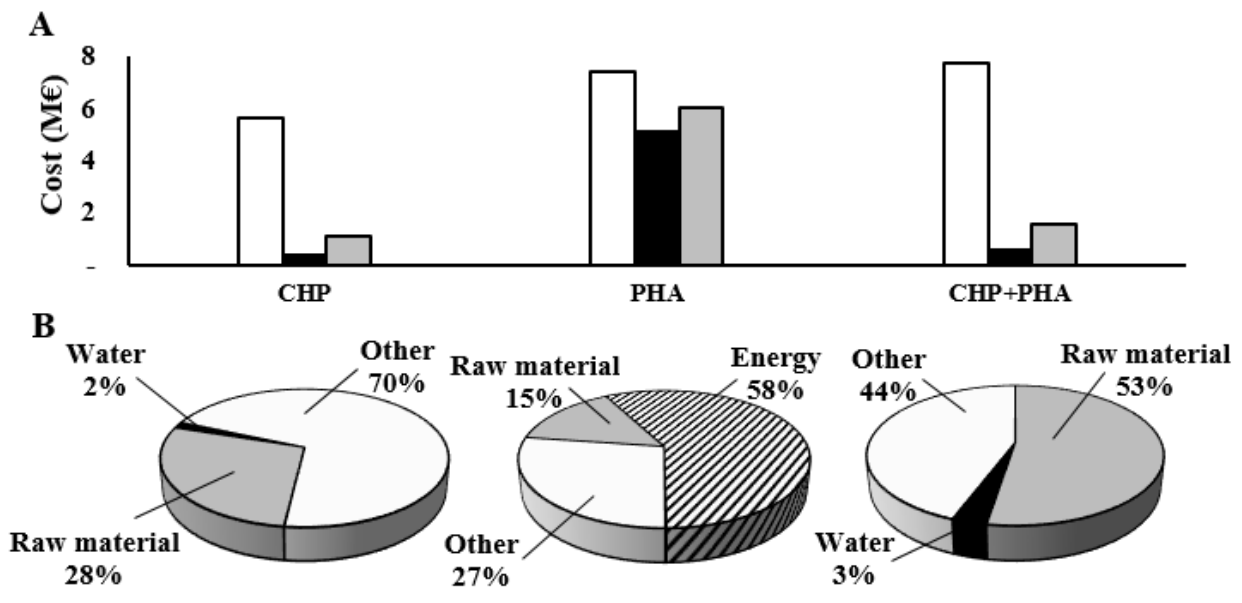 A
Cost (M€)
8
6
4
2
-
CHP
PHA
CHP+PHA
B
Water
2%
Other
70%
Raw material
28%
Raw material
15%
Energy
58%
Other
27%
Other
44%
Raw material
53%
Water
3%